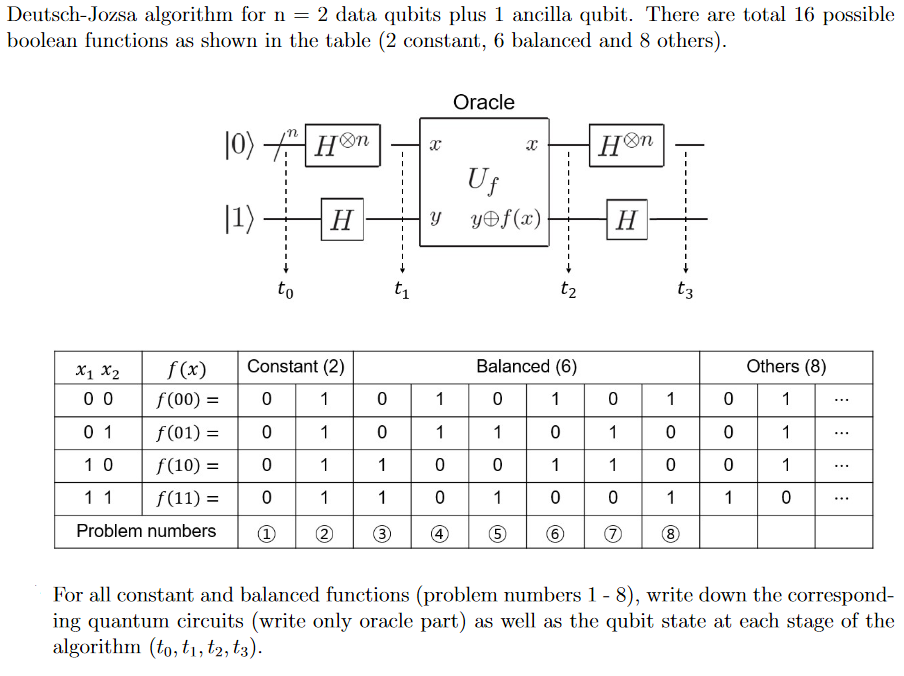 Deutsch-Jozsa algorithm for n = 2 data qubits plus 1 ancilla qubit. There are total 16 possible
boolean functions as shown in the table (2 constant, 6 balanced and 8 others).
Oracle
|0⟩ n H⊗n x x H⊗n
U_f
|1⟩ H y y⊕f(x) H
t₀ t₁ t₂ t₃
x₁ x₂ f(x) Constant (2) Balanced (6) Others (8)
0 0 f(00) = 0 1 0 1 0 1 0 1 0 1 ...
0 1 f(01) = 0 1 0 1 1 0 1 0 0 1 ...
1 0 f(10) = 0 1 1 0 0 1 1 0 0 1 ...
1 1 f(11) = 0 1 1 0 1 0 0 1 1 0 ...
Problem numbers ① ② ③ ④ ⑤ ⑥ ⑦ ⑧
For all constant and balanced functions (problem numbers 1 - 8), write down the correspond-
ing quantum circuits (write only oracle part) as well as the qubit state at each stage of the
algorithm (t₀, t₁, t₂, t₃).